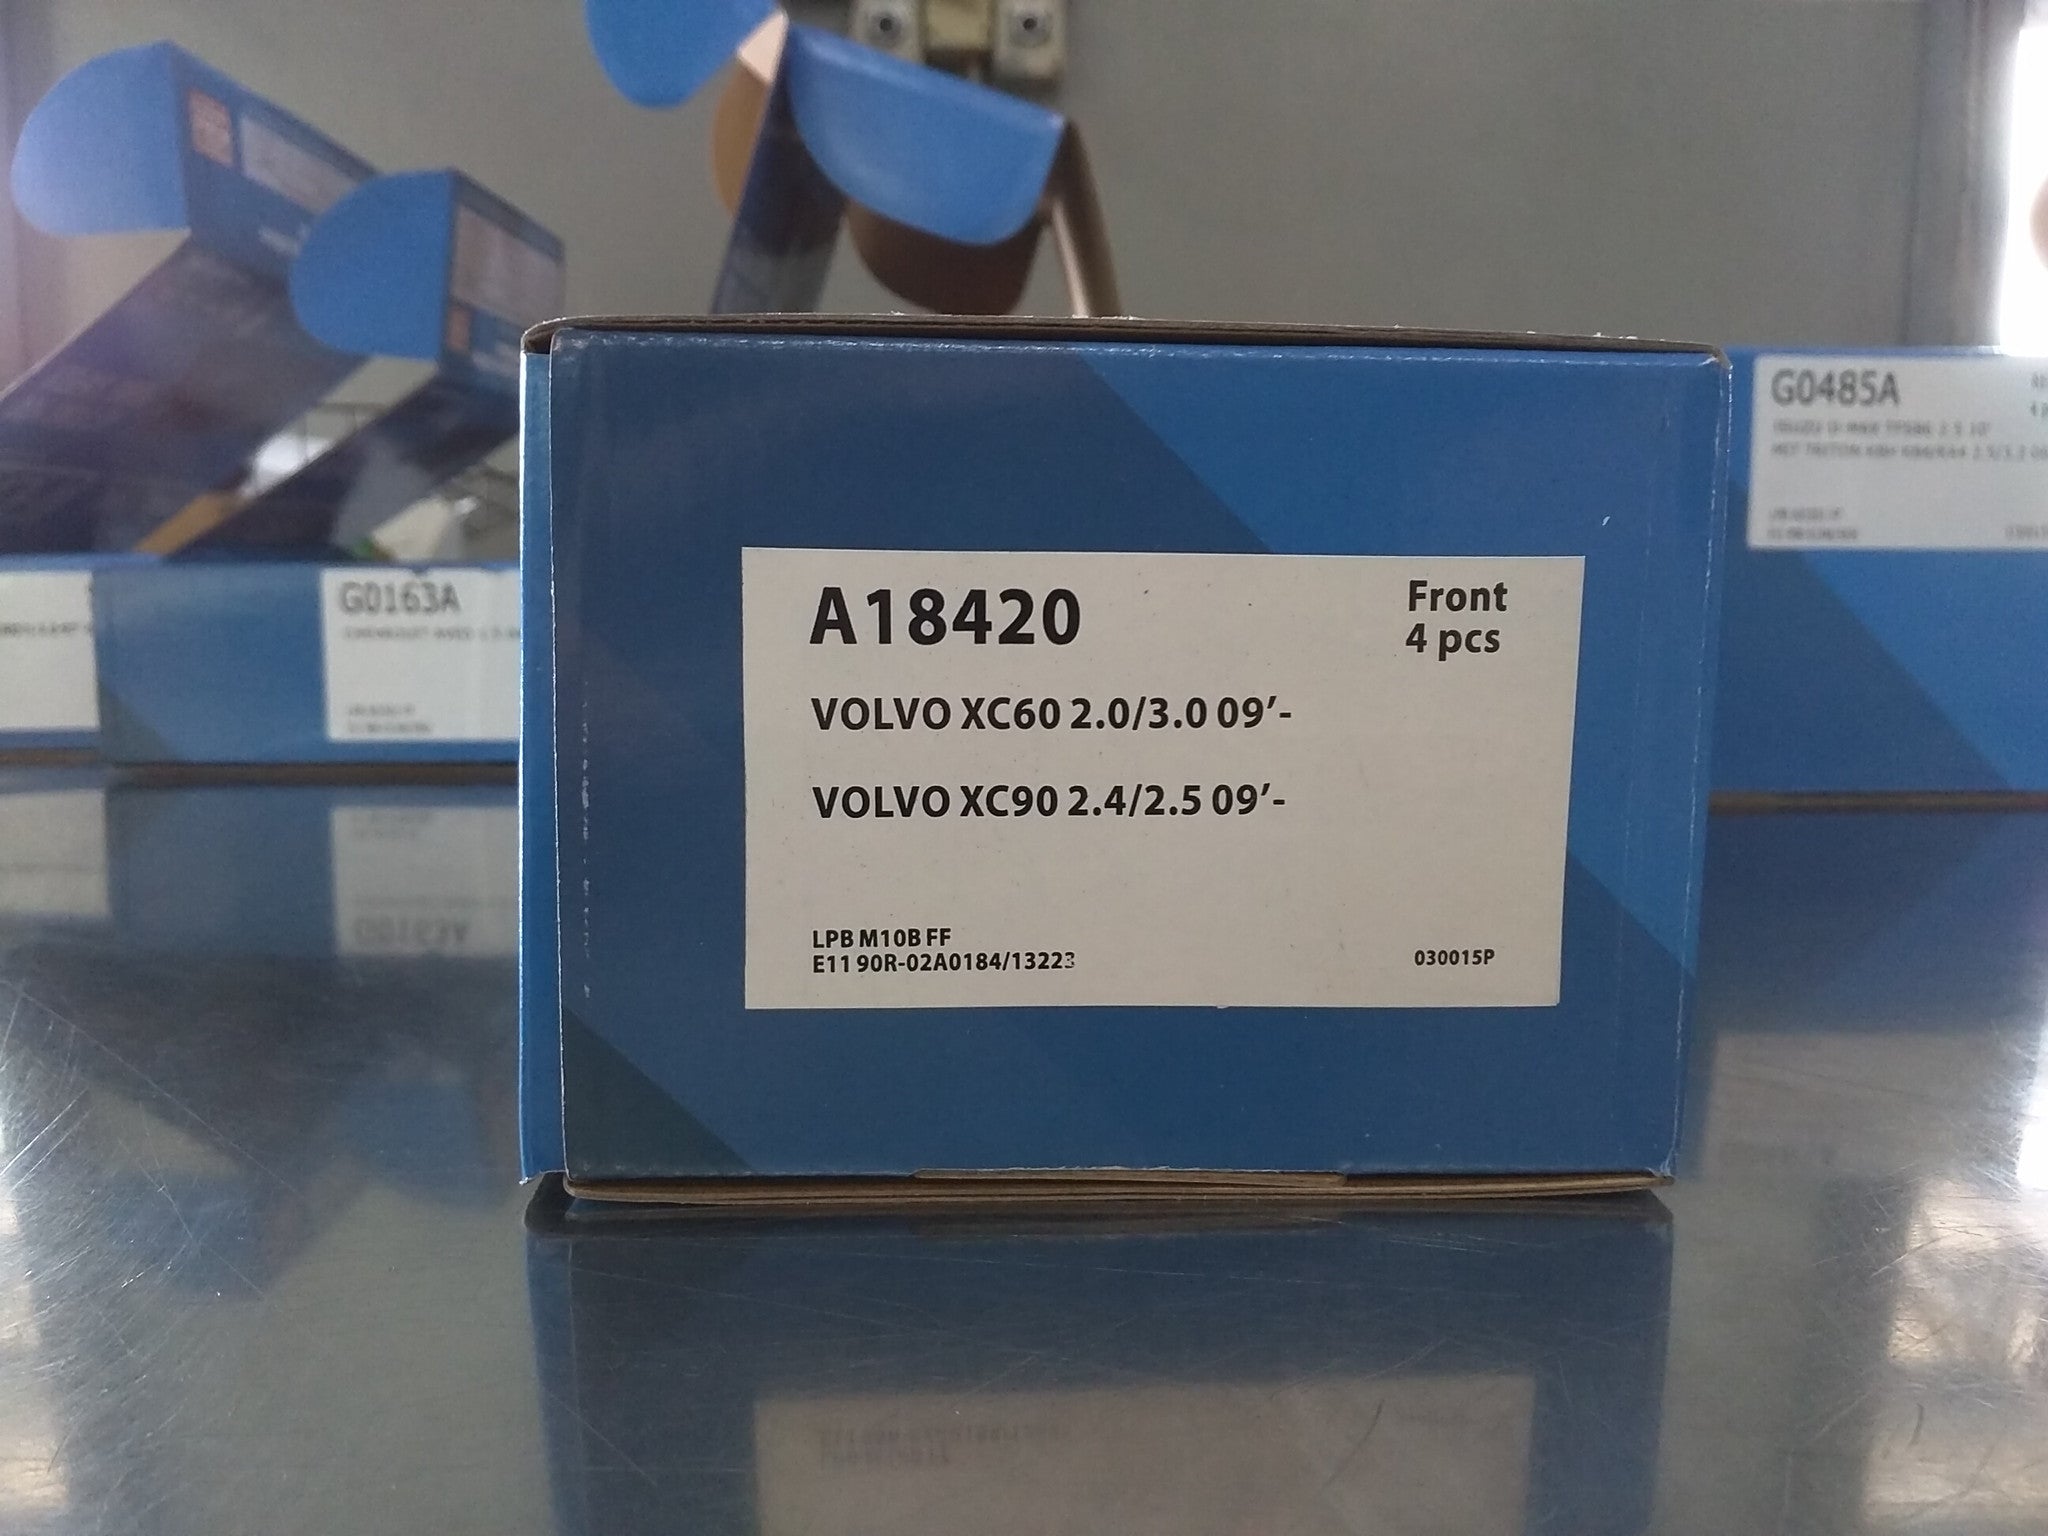 A18420
Front
4 pcs
VOLVO XC60 2.0/3.0 09’-
VOLVO XC90 2.4/2.5 09’-
LPB M10B FF
E11 90R-02A0184/13223
030015P
G0163A
G0485A